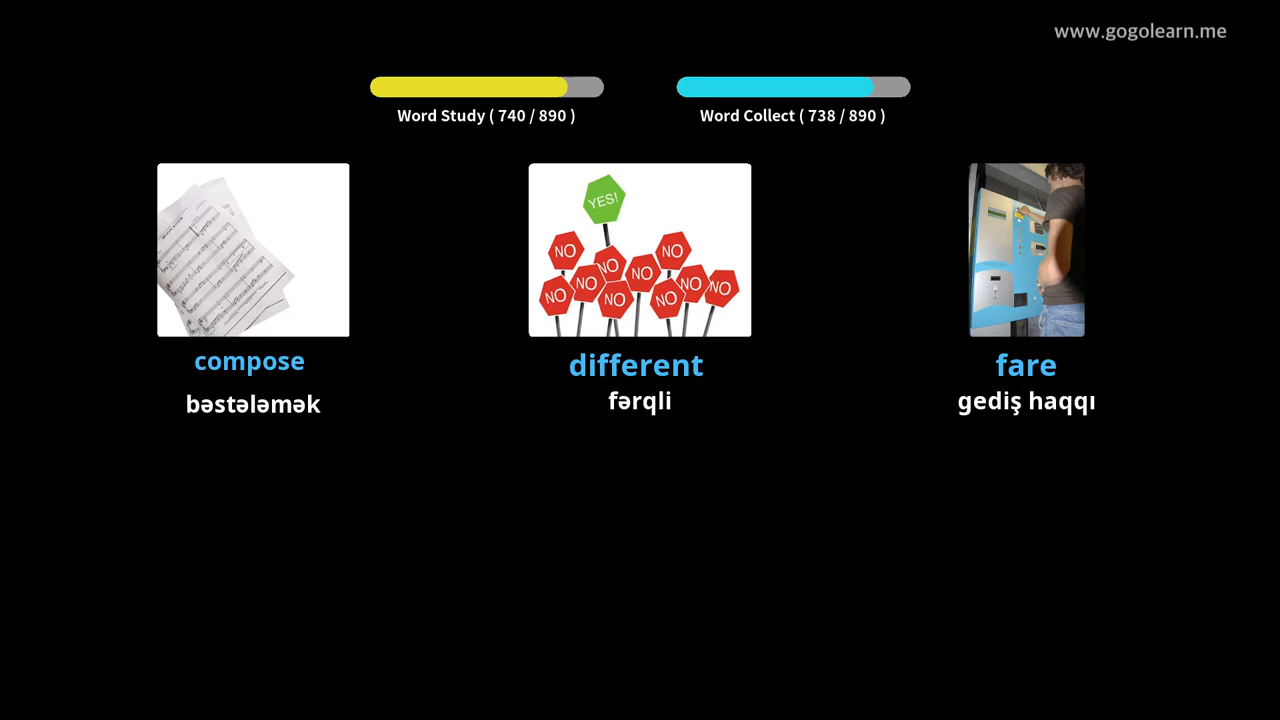 www.gogolearn.me
Word Study ( 740 / 890 )
Word Collect ( 738 / 890 )
YES!
NO
NO
NO
NO
NO
NO
NO
NO
NO
NO
compose
bəstələmək
different
fərqli
fare
gediş haqqı